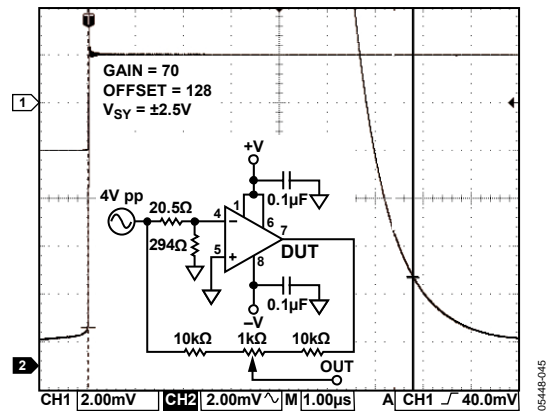 T
GAIN = 70
OFFSET = 128
VSY = ±2.5V
1
+V
4V pp
20.5Ω
4
1
0.1µF
6
7
294Ω
5
8
DUT
0.1µF
−V
10kΩ
1kΩ
10kΩ
OUT
2
CH1 2.00mV CH2 2.00mV M 1.00µs A CH1 40.0mV
05448-045